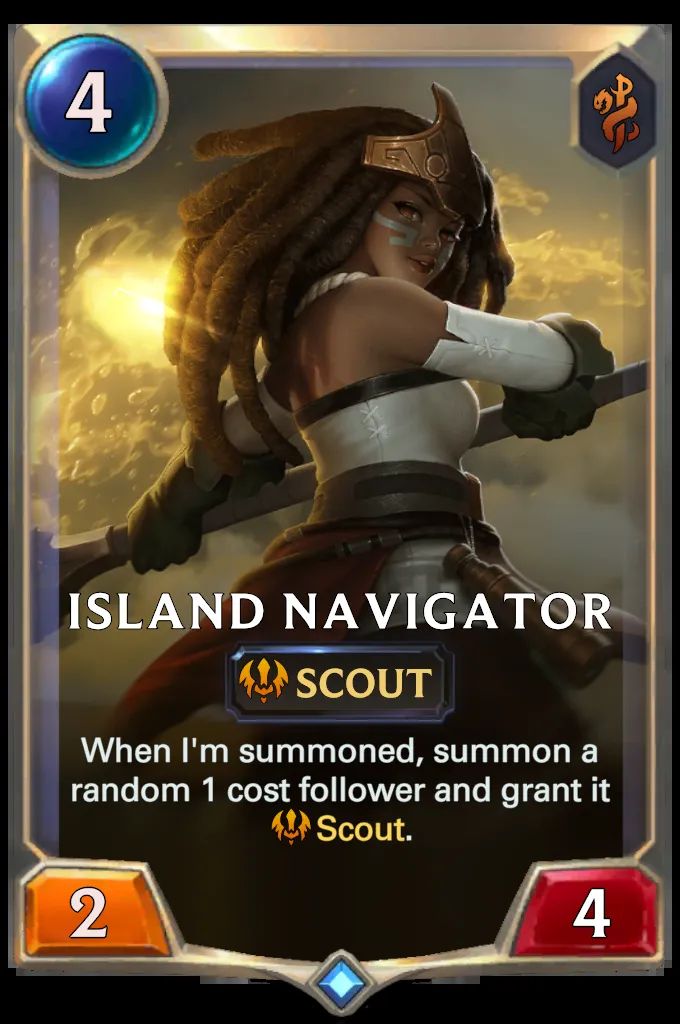 4
ISLAND NAVIGATOR
SCOUT
When I'm summoned, summon a
random 1 cost follower and grant it
Scout.
2
4